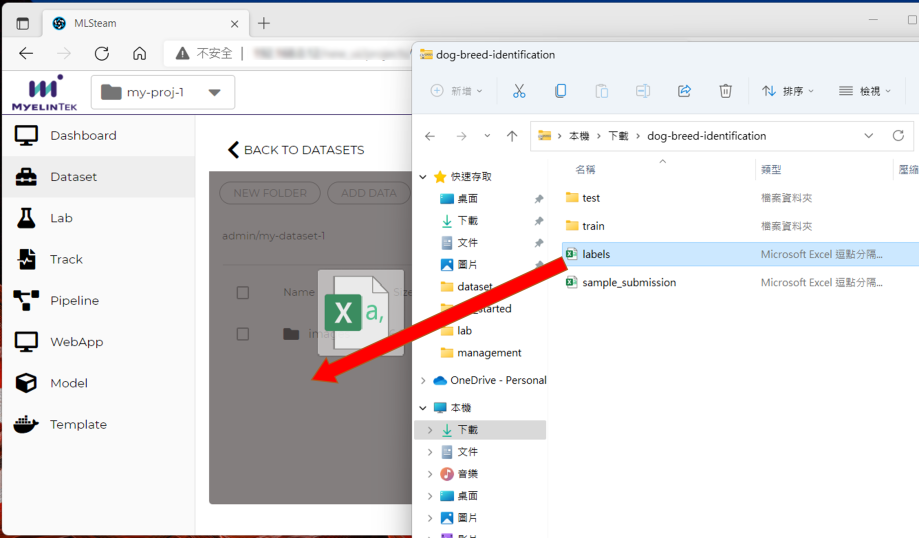 MLSteam
不安全
MYELINTEK
my-proj-1
Dashboard
Dataset
Lab
Track
Pipeline
WebApp
Model
Template
BACK TO DATASETS
NEW FOLDER
ADD DATA
admin/my-dataset-1
Name
Size
X
a,
dog-breed-identification
新增
排序
檢視
本機 > 下載 > dog-breed-identification
名稱
類型
壓縮
快速存取
桌面
下載
文件
圖片
dataset
lab
management
OneDrive - Personal
本機
下載
文件
音樂
桌面
圖片
test
檔案資料夾
train
檔案資料夾
labels
Microsoft Excel 逗點分隔...
sample_submission
Microsoft Excel 逗點分隔...